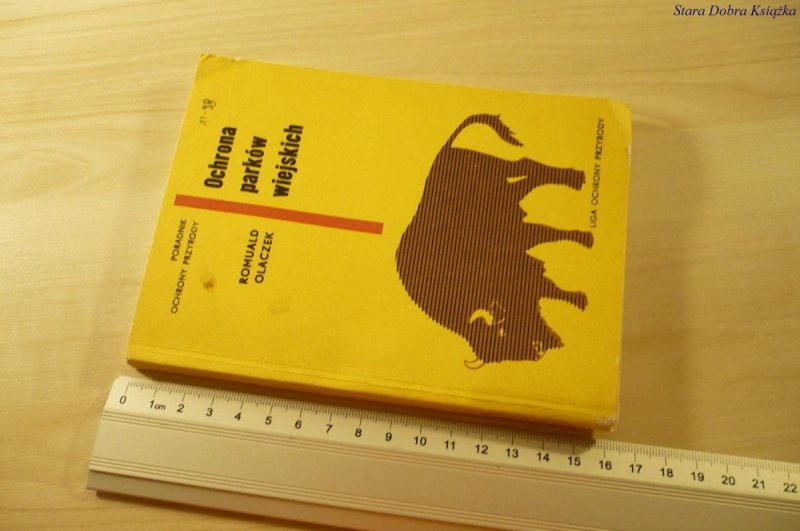 Stara Dobra Książka
11-38
Ochrona
parków
wiejskich
PORADNIK
OCHRONY PRZYRODY
ROMUALD
OLACZEK
LIGA OCHRONY PRZYRODY
0 1cm 2 3 4 5 6 7 8 9 10 11 12 13 14 15 16 17 18 19 20 21 22